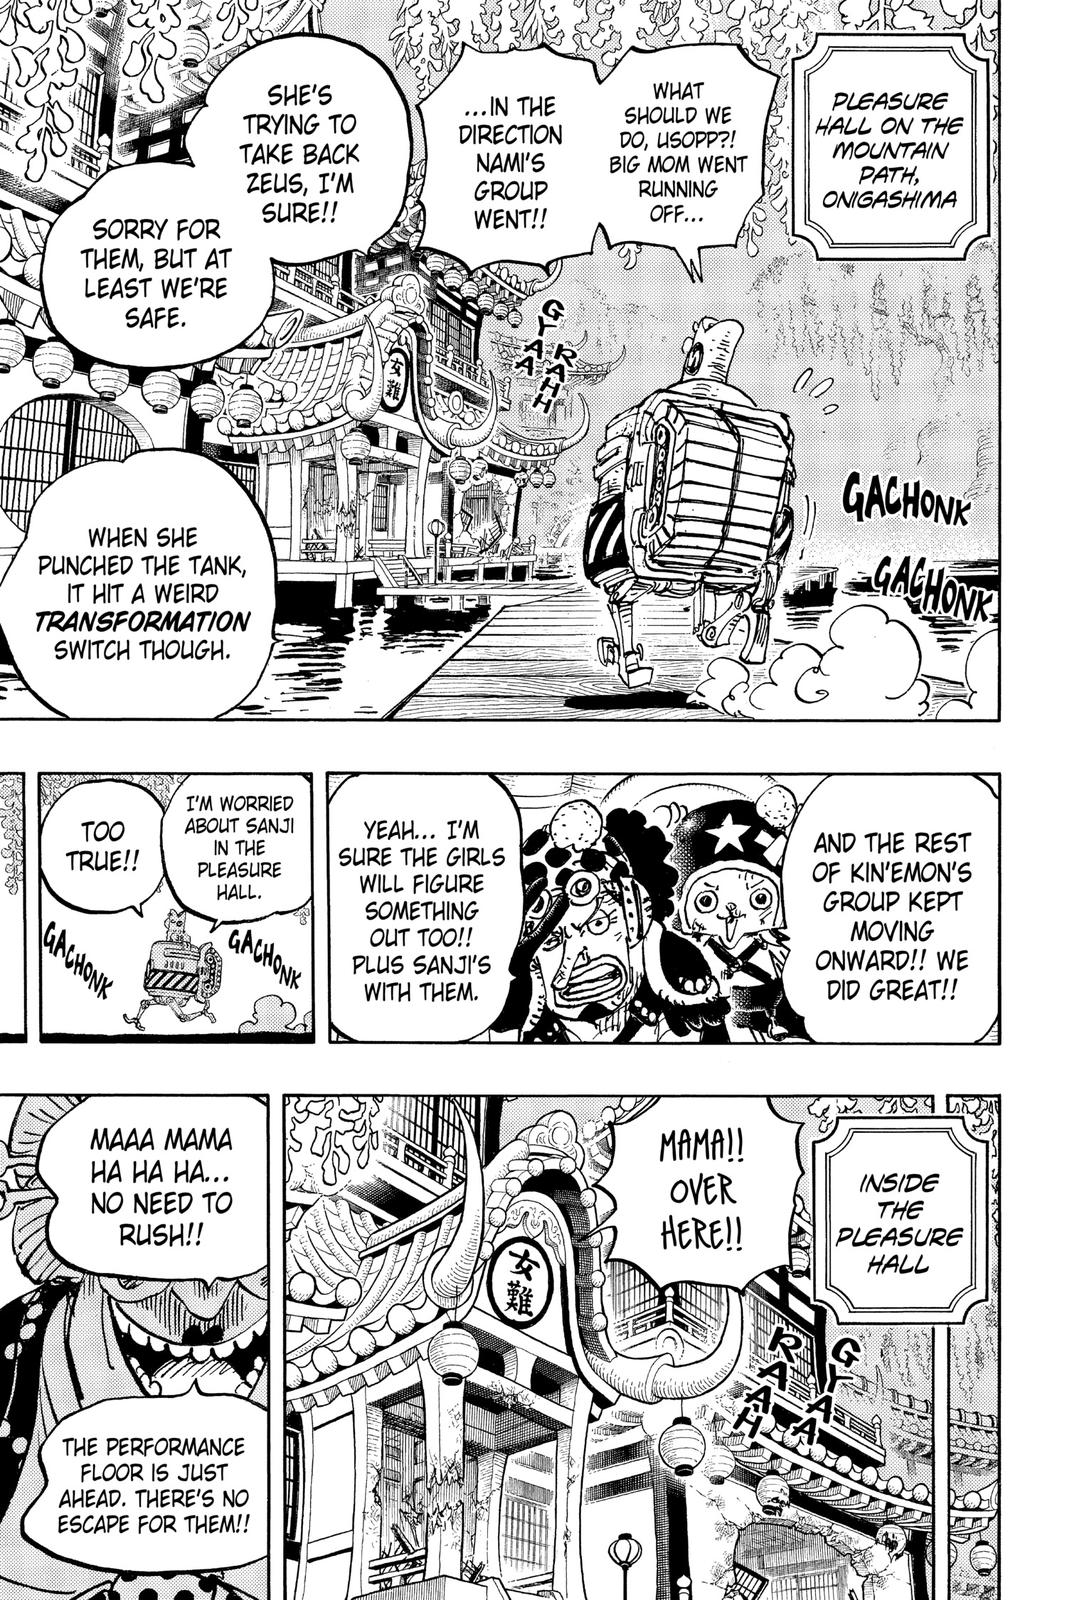 PLEASURE
HALL ON THE
MOUNTAIN
PATH,
ONIGASHIMA
WHAT
SHOULD WE
DO, USOPP?!
BIG MOM WENT
RUNNING
OFF...
...IN THE
DIRECTION
NAMI'S
GROUP
WENT!!
SHE'S
TRYING TO
TAKE BACK
ZEUS, I'M
SURE!!
SORRY FOR
THEM, BUT AT
LEAST WE'RE
SAFE.
GYAA
RAHH
女難
GACHONK
GACHONK
WHEN SHE
PUNCHED THE TANK,
IT HIT A WEIRD
TRANSFORMATION
SWITCH THOUGH.
AND THE REST
OF KIN'EMON'S
GROUP KEPT
MOVING
ONWARD!! WE
DID GREAT!!
YEAH... I'M
SURE THE GIRLS
WILL FIGURE
SOMETHING
OUT TOO!!
PLUS SANJI'S
WITH THEM.
I'M WORRIED
ABOUT SANJI
IN THE
PLEASURE
HALL.
TOO
TRUE!!
GACHONK
GACHONK
INSIDE
THE
PLEASURE
HALL
MAMA!!
OVER
HERE!!
女難
GYAA
RAAH
MAAA MAMA
HA HA HA...
NO NEED TO
RUSH!!
THE PERFORMANCE
FLOOR IS JUST
AHEAD. THERE'S NO
ESCAPE FOR THEM!!